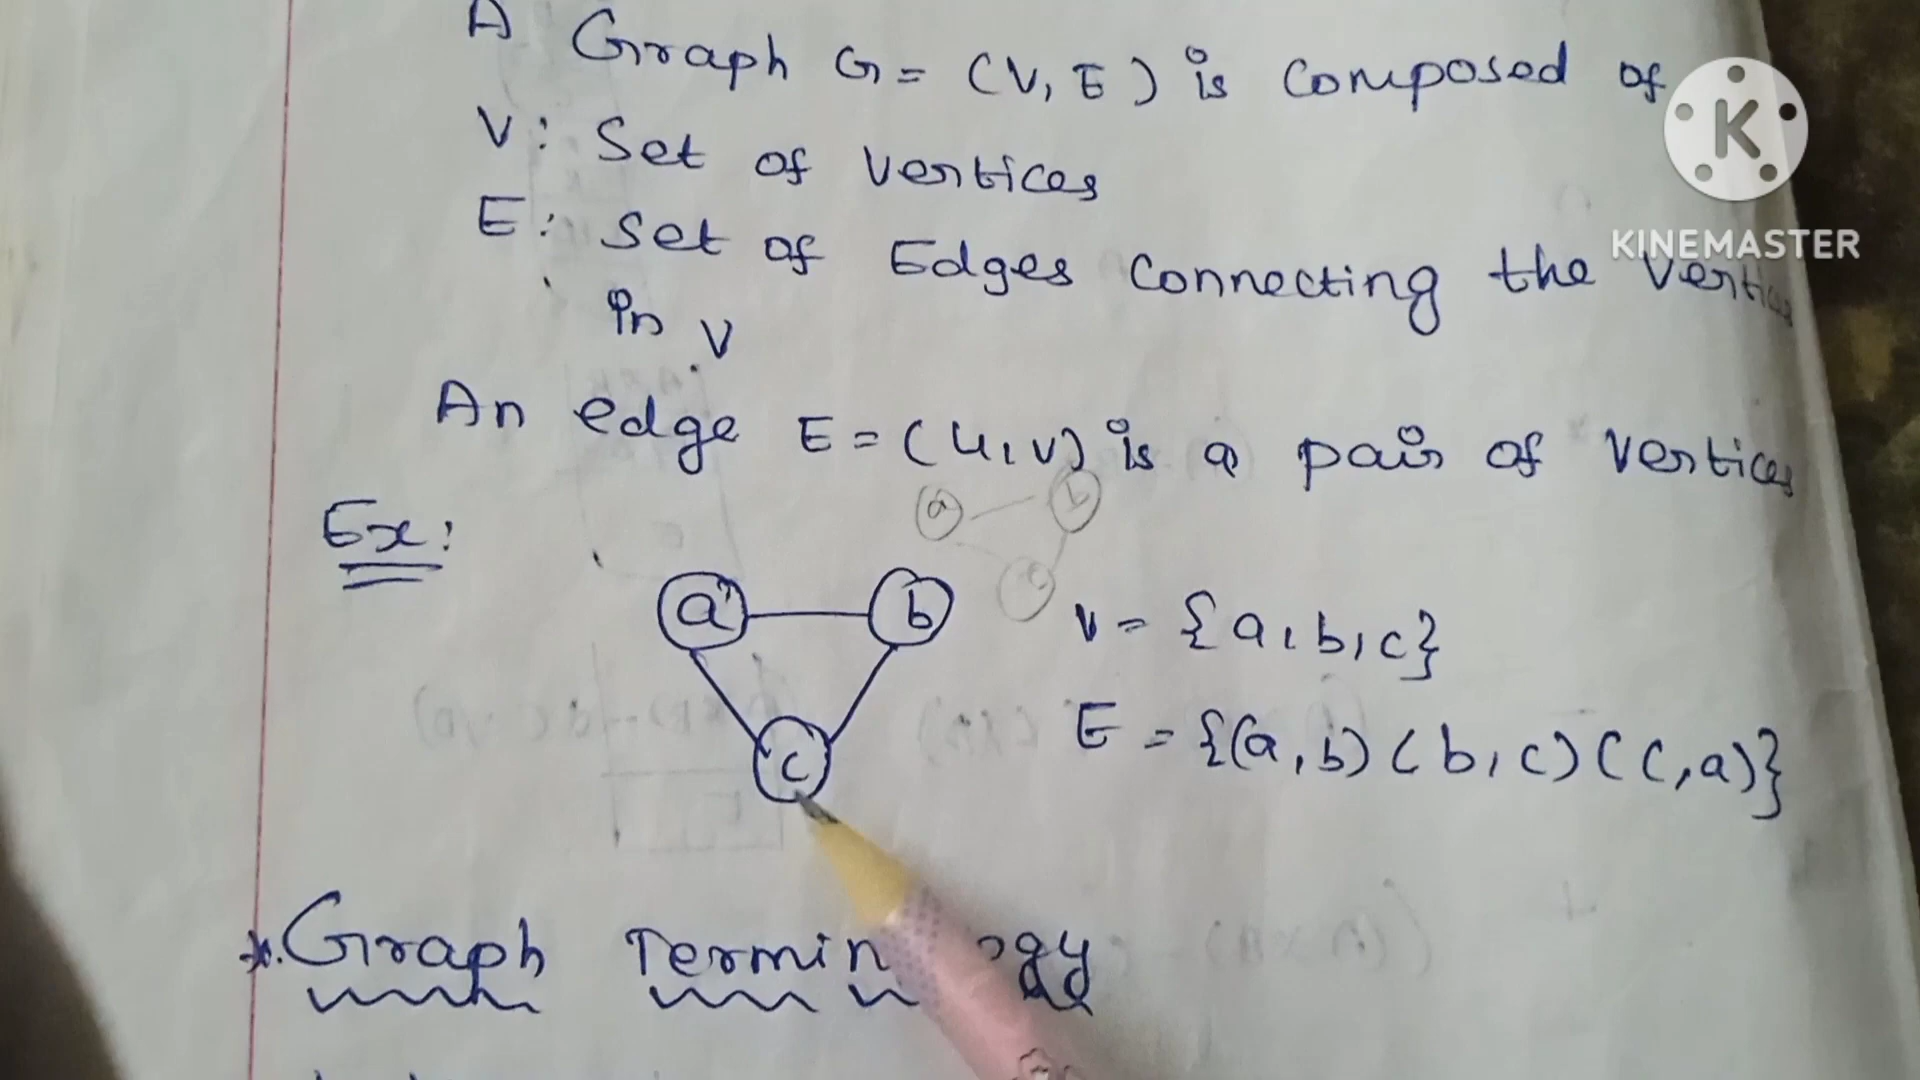 A Graph G = (V, E) is composed of
V: Set of vertices
E: set of Edges connecting the vertices
in V
An edge E = (u, v) is a pair of vertices
Ex:
a b
c
a b
c
V = {a, b, c}
E = {(a, b) (b, c) (c, a)}
*. Graph
K
KINEMASTER